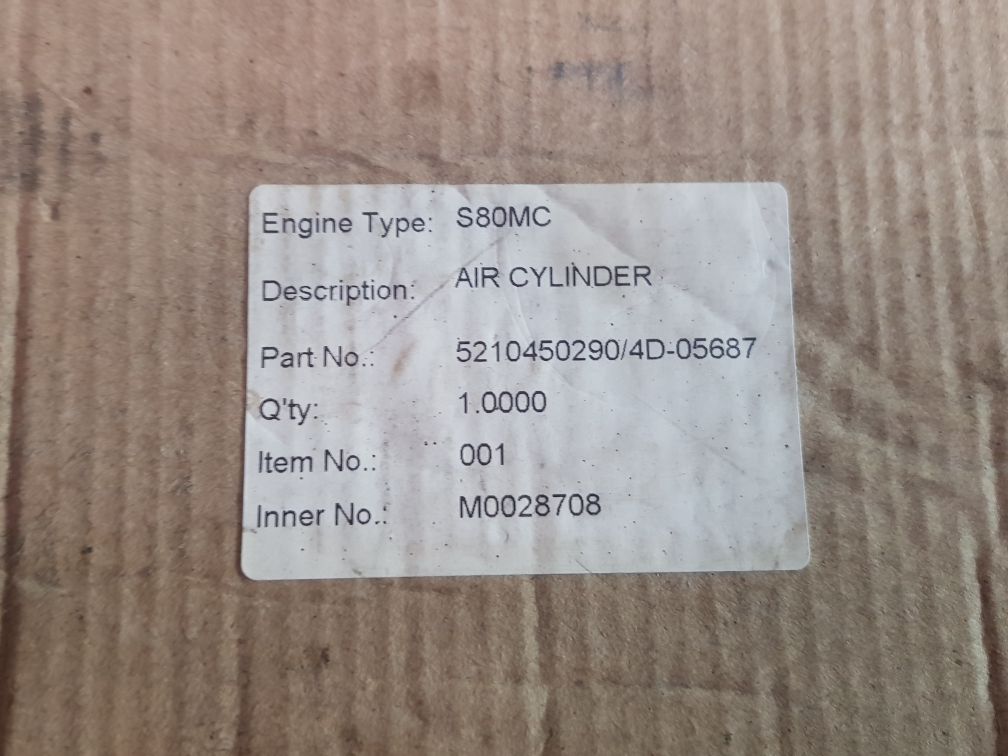 Engine Type: S80MC
Description: AIR CYLINDER
Part No.: 5210450290/4D-05687
Q'ty: 1.0000
Item No.: 001
Inner No.: M0028708